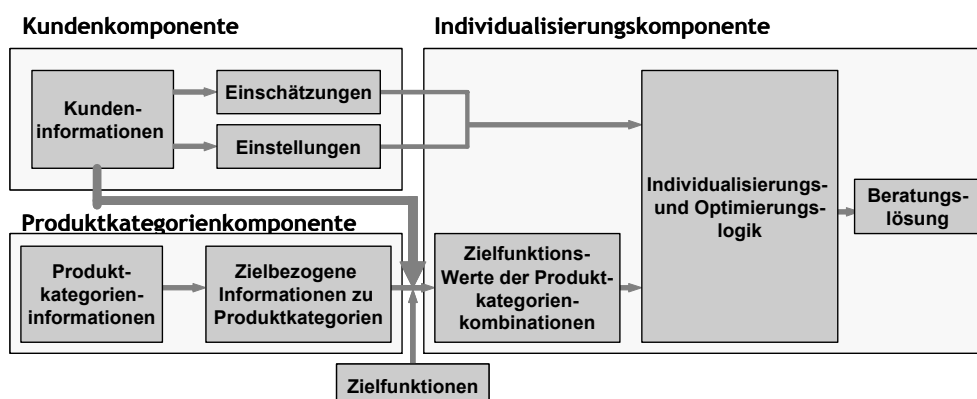 Kundenkomponente
Individualisierungskomponente
Kunden-
informationen
Einschätzungen
Einstellungen
Individualisierungs-
und Optimierungs-
logik
Beratungs-
lösung
Produktkategorienkomponente
Produkt-
kategorien-
informationen
Zielbezogene
Informationen zu
Produktkategorien
Zielfunktions-
Werte der Produkt-
kategorien-
kombinationen
Zielfunktionen